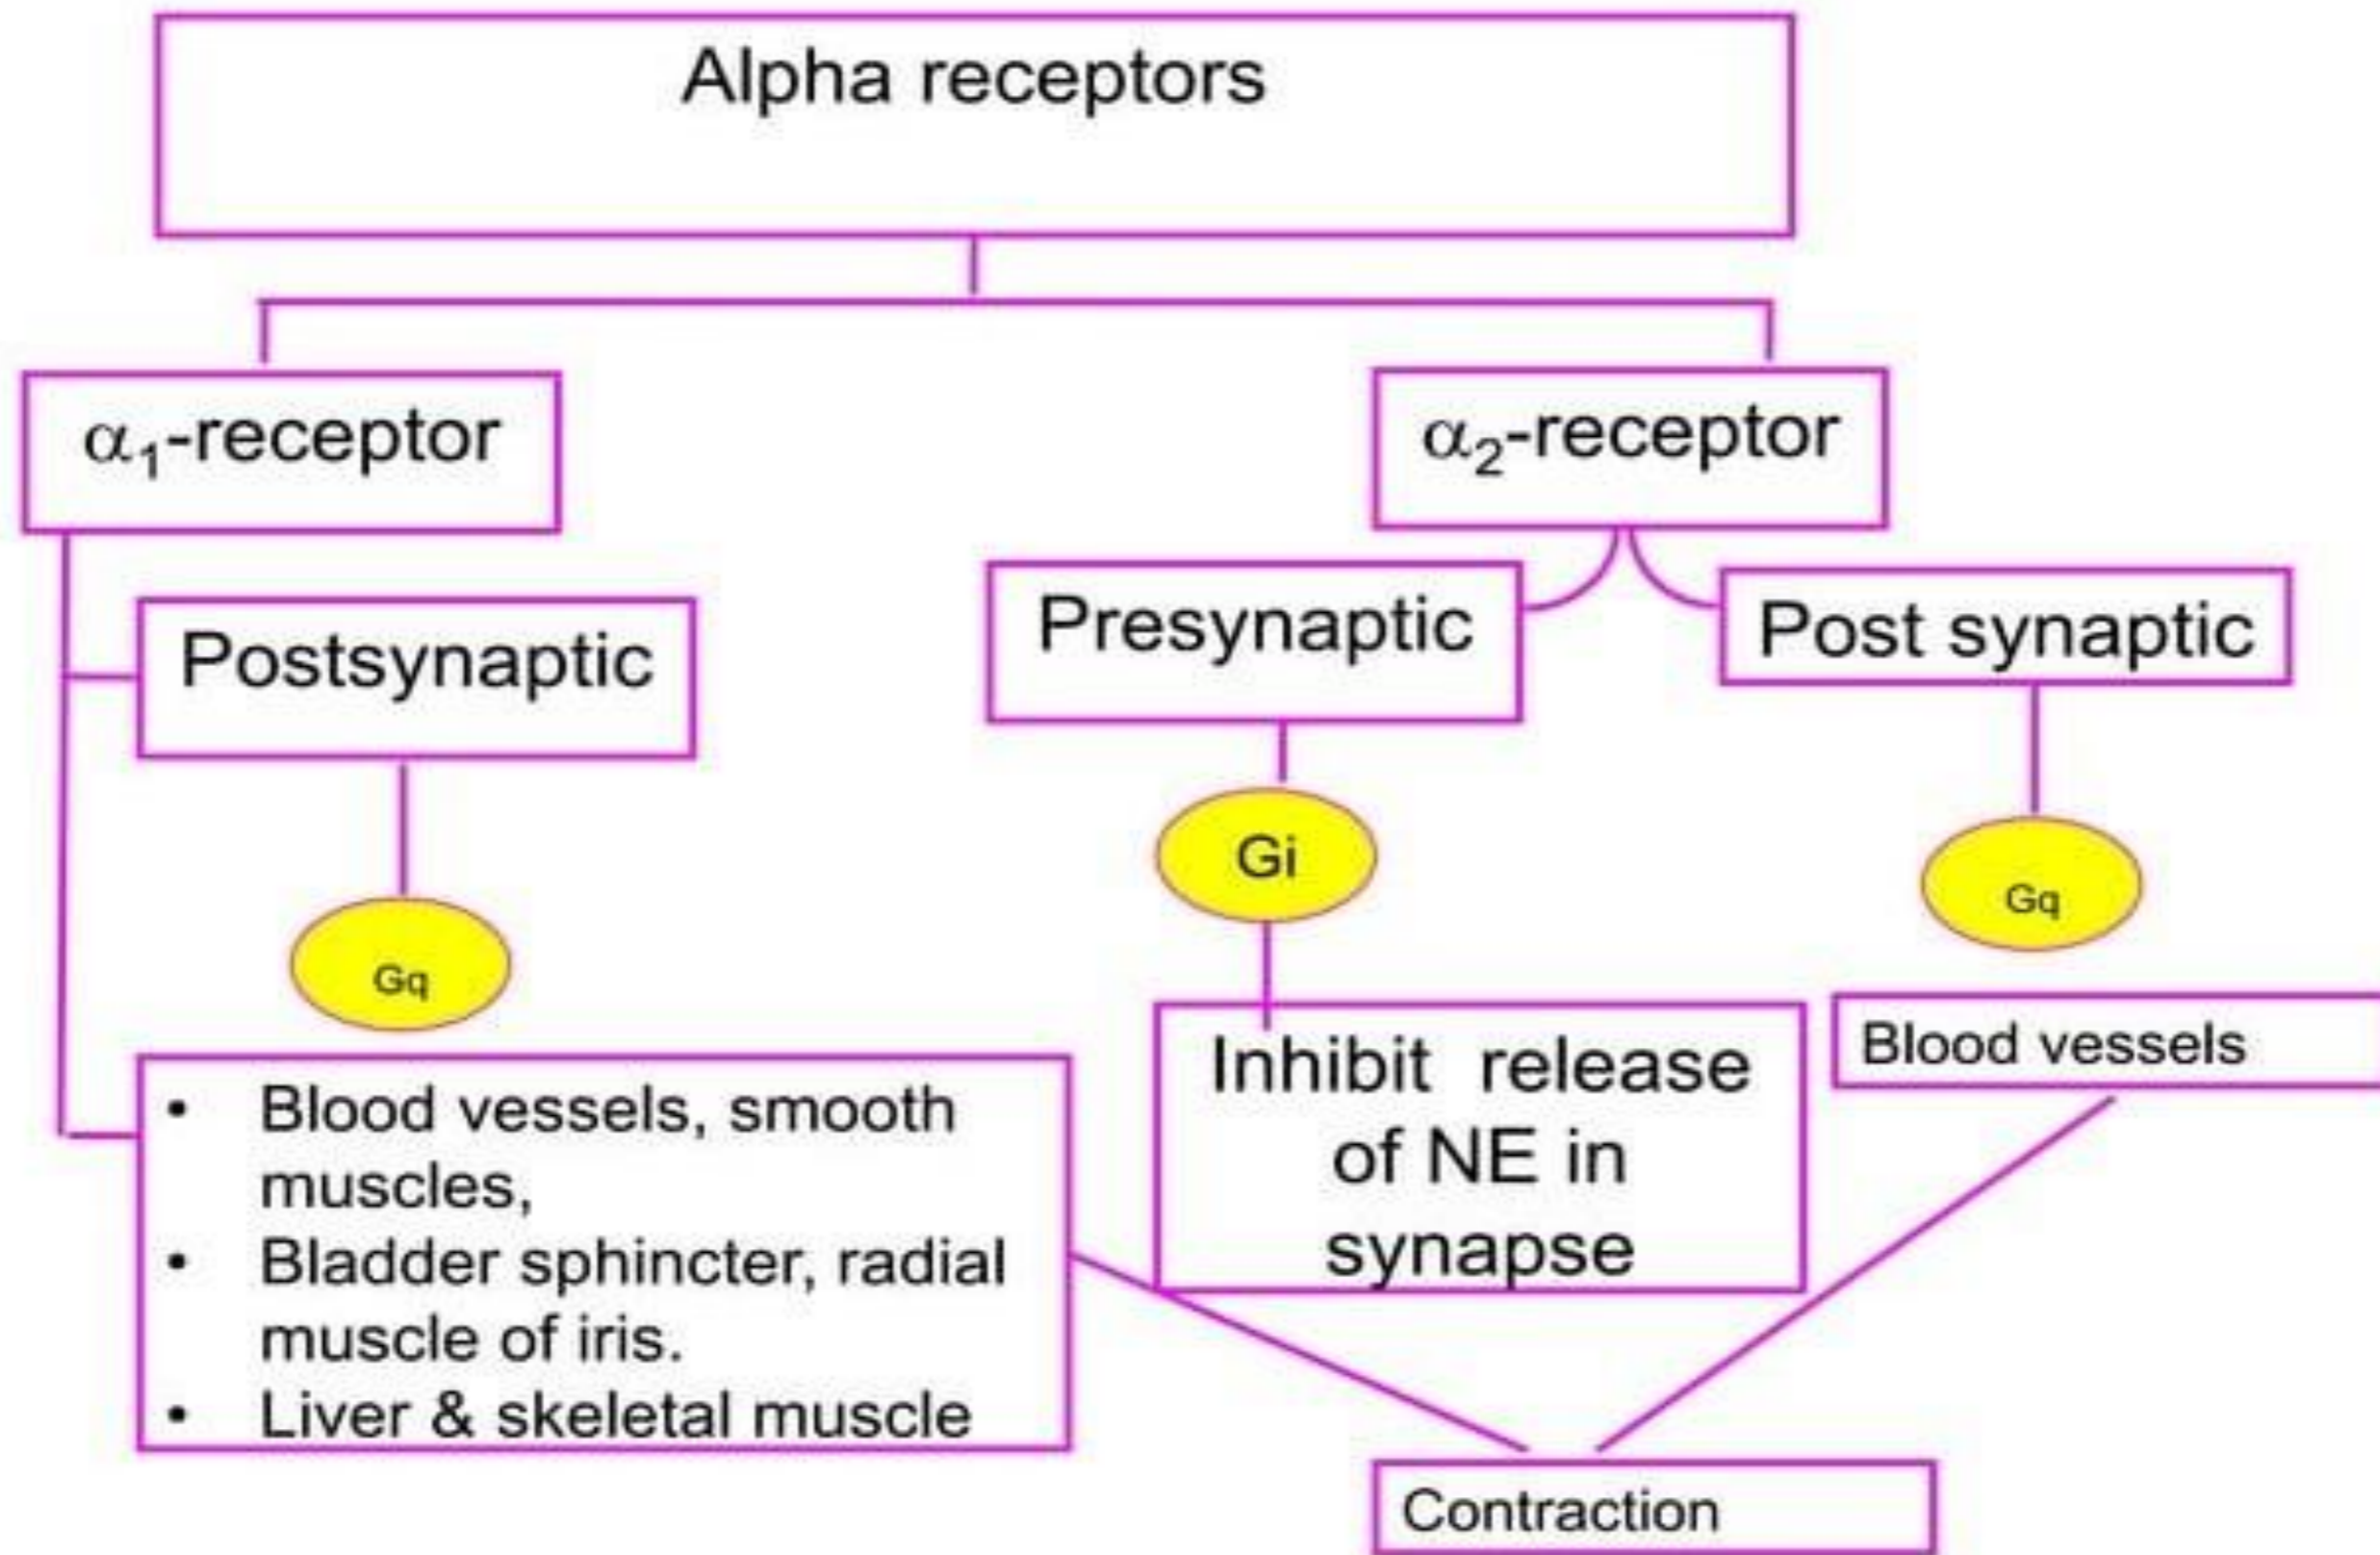 Alpha receptors
α₁-receptor
α₂-receptor
Postsynaptic
Presynaptic
Post synaptic
Gq
Gi
Gq
• Blood vessels, smooth
muscles,
• Bladder sphincter, radial
muscle of iris.
• Liver & skeletal muscle
Inhibit release
of NE in
synapse
Blood vessels
Contraction